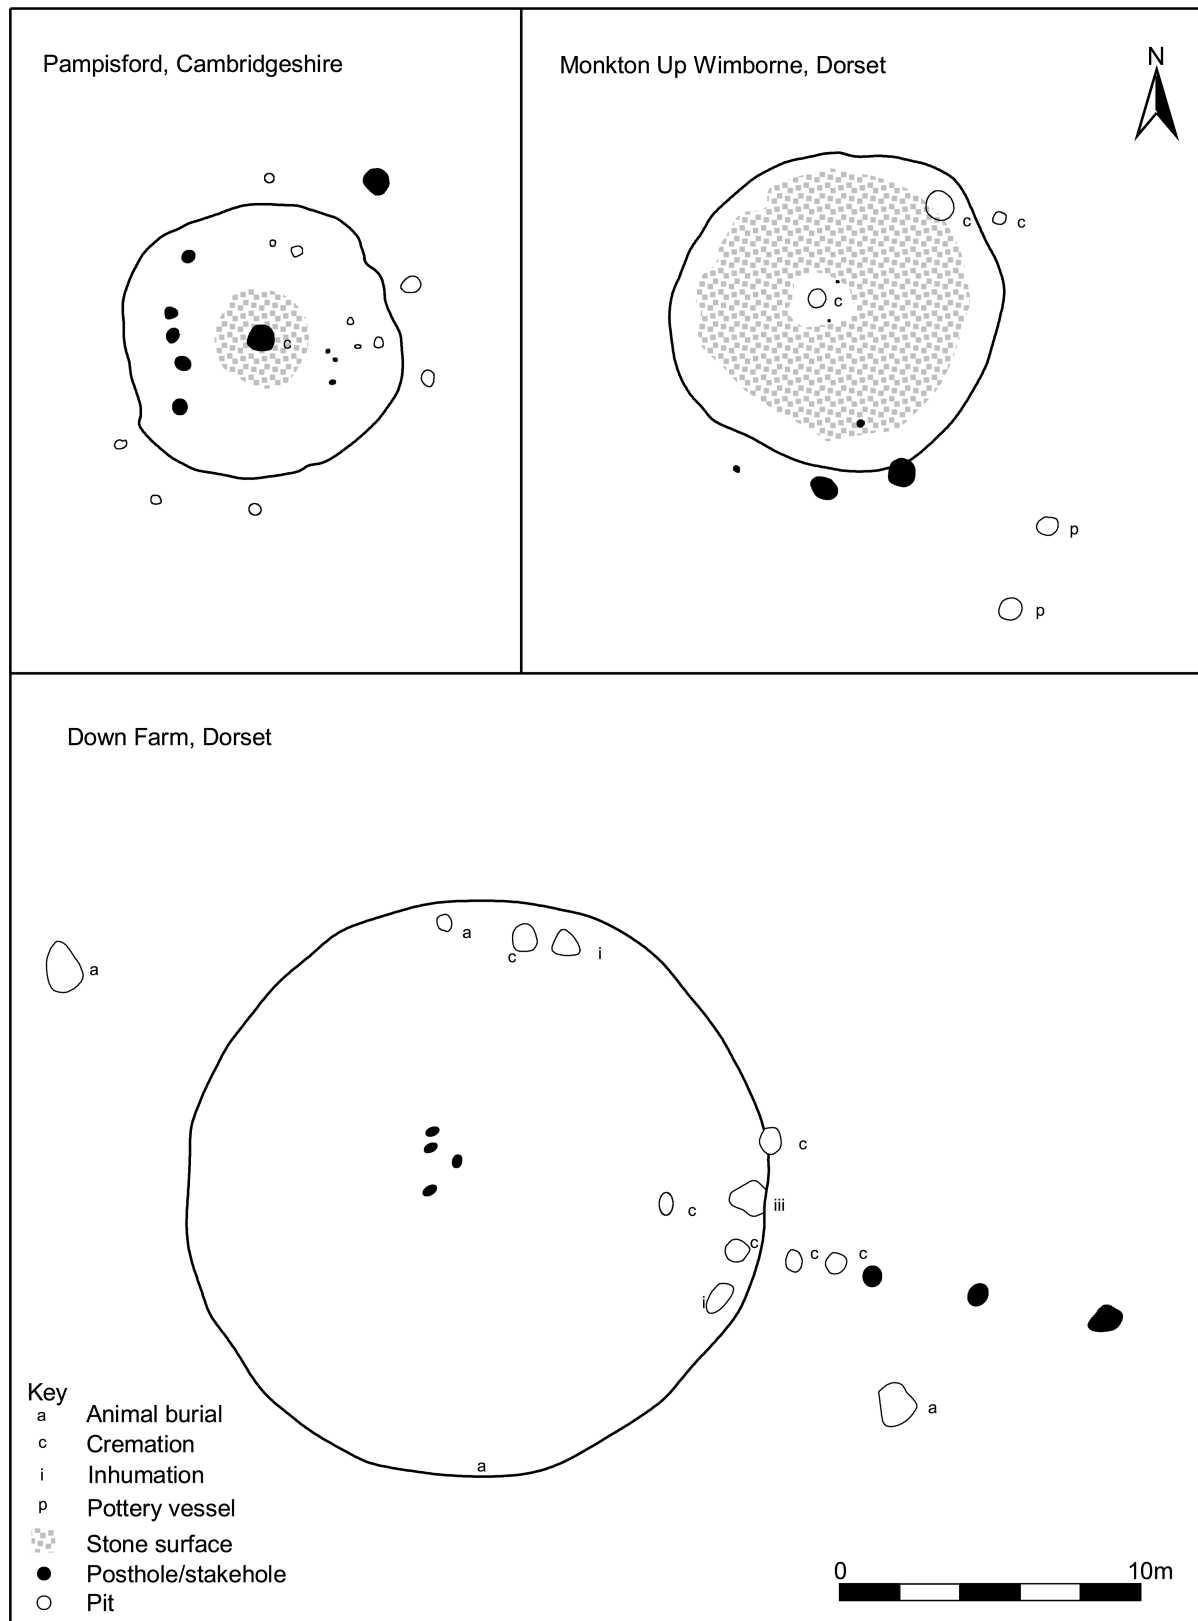 Pampisford, Cambridgeshire
c
Monkton Up Wimborne, Dorset
N
c
c
c
p
p
Down Farm, Dorset
a
a
c
i
c
c
iii
c
c
c
i
a
a
Key
a Animal burial
c Cremation
i Inhumation
p Pottery vessel
Stone surface
Posthole/stakehole
Pit
0 10m